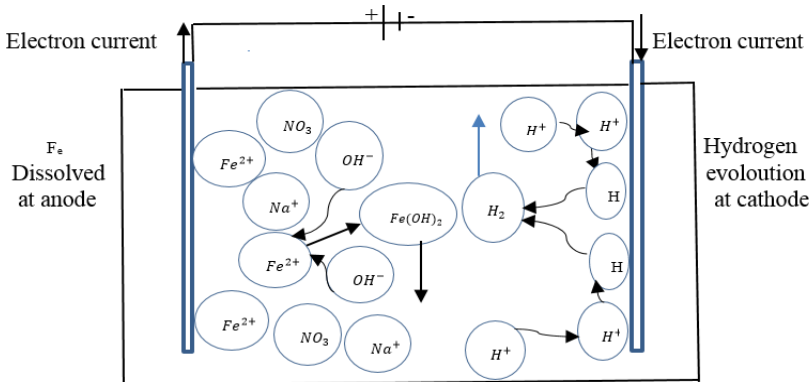 + -
Electron current
Electron current
Fe
Dissolved
at anode
Hydrogen
evoloution
at cathode
NO₃
Fe²⁺
OH⁻
Na⁺
Fe(OH)₂
Fe²⁺
OH⁻
Fe²⁺
NO₃
Na⁺
H⁺
H⁺
H
H₂
H
H⁺
H⁺